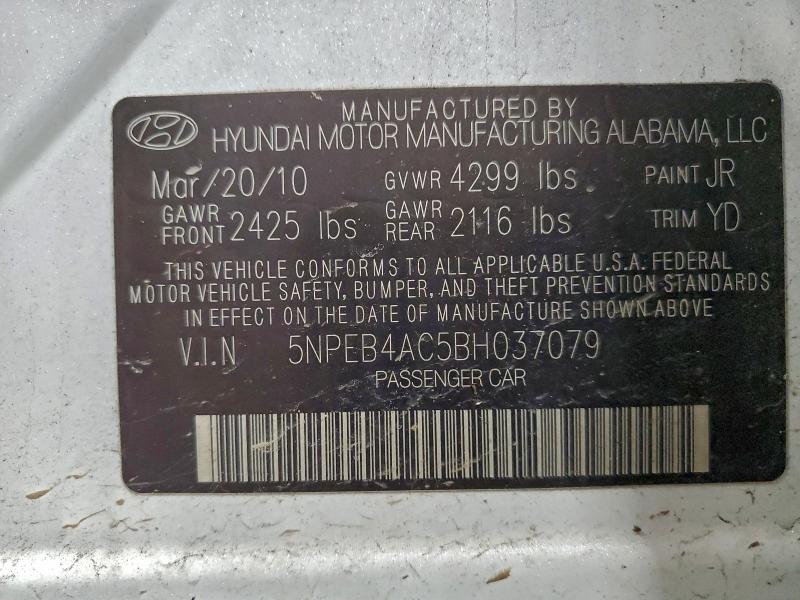 MANUFACTURED BY
HYUNDAI MOTOR MANUFACTURING ALABAMA, LLC
Mar/20/10 GVWR 4299 lbs PAINT JR
GAWR FRONT 2425 lbs GAWR REAR 2116 lbs TRIM YD
THIS VEHICLE CONFORMS TO ALL APPLICABLE U.S.A. FEDERAL
MOTOR VEHICLE SAFETY, BUMPER, AND THEFT PREVENTION STANDARDS
IN EFFECT ON THE DATE OF MANUFACTURE SHOWN ABOVE
V.I.N 5NPEB4AC5BH037079
PASSENGER CAR